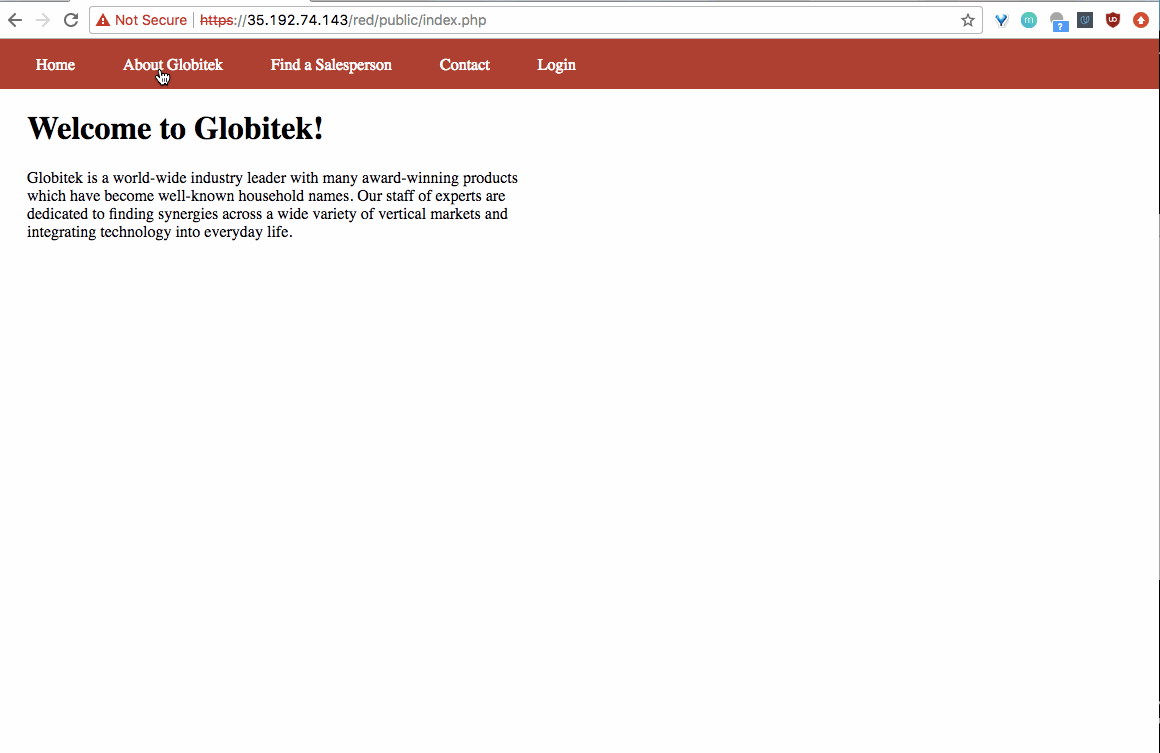 Not Secure https://35.192.74.143/red/public/index.php
Home About Globitek Find a Salesperson Contact Login
Welcome to Globitek!
Globitek is a world-wide industry leader with many award-winning products
which have become well-known household names. Our staff of experts are
dedicated to finding synergies across a wide variety of vertical markets and
integrating technology into everyday life.